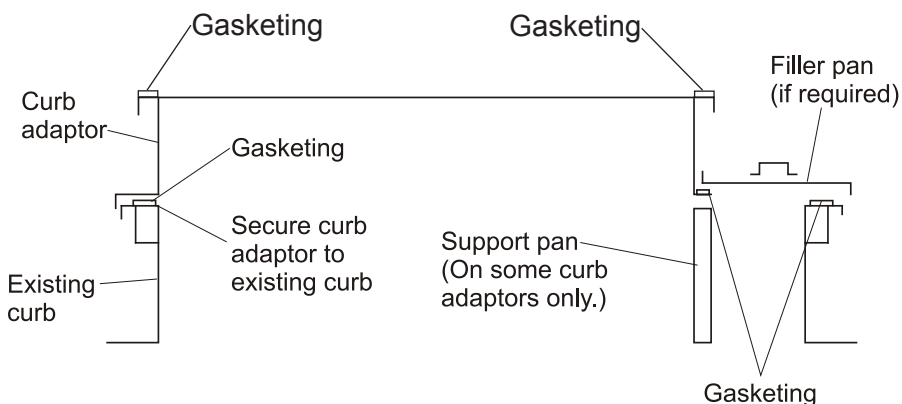 Gasketing
Gasketing
Filler pan
(if required)
Curb
adaptor
Gasketing
Secure curb
adaptor to
existing curb
Support pan
(On some curb
adaptors only.)
Existing
curb
Gasketing